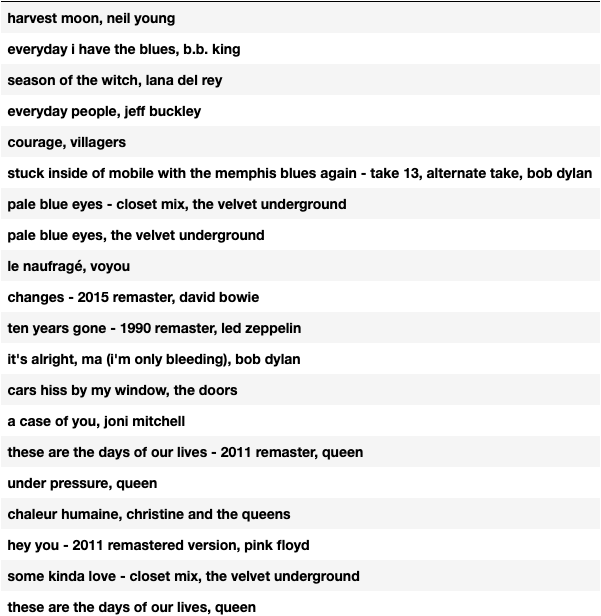 harvest moon, neil young
everyday i have the blues, b.b. king
season of the witch, lana del rey
everyday people, jeff buckley
courage, villagers
stuck inside of mobile with the memphis blues again - take 13, alternate take, bob dylan
pale blue eyes - closet mix, the velvet underground
pale blue eyes, the velvet underground
le naufragé, voyou
changes - 2015 remaster, david bowie
ten years gone - 1990 remaster, led zeppelin
it's alright, ma (i'm only bleeding), bob dylan
cars hiss by my window, the doors
a case of you, joni mitchell
these are the days of our lives - 2011 remaster, queen
under pressure, queen
chaleur humaine, christine and the queens
hey you - 2011 remastered version, pink floyd
some kinda love - closet mix, the velvet underground
these are the days of our lives, queen